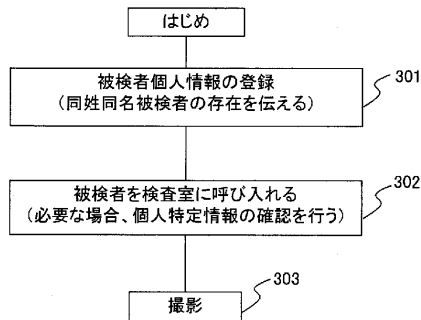 はじめ
被検者個人情報の登録
(同姓同名被検者の存在を伝える)
301
被検者を検査室に呼び入れる
(必要な場合、個人特定情報の確認を行う)
302
撮影
303